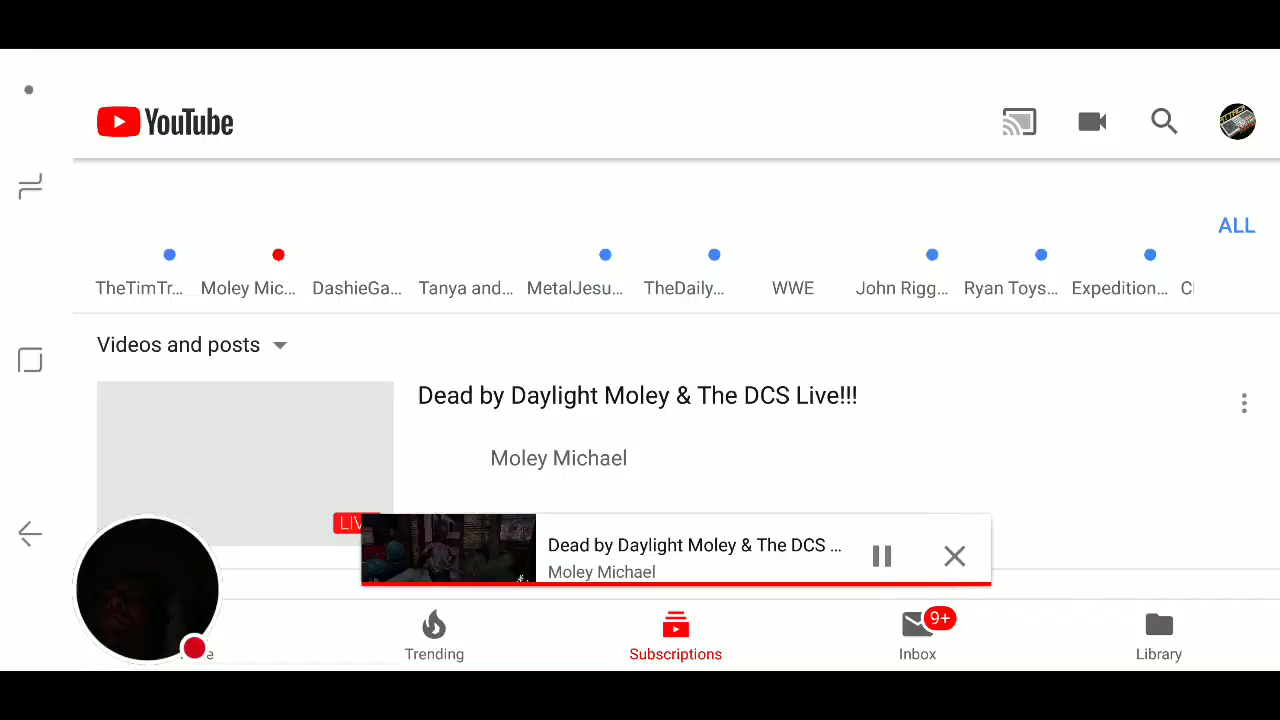 YouTube
ALL
TheTimTr... Moley Mic... DashieGa... Tanya and... MetalJesu... TheDaily... WWE John Rigg... Ryan Toys... Expedition...
Videos and posts
Dead by Daylight Moley & The DCS Live!!!
Moley Michael
LIV
Dead by Daylight Moley & The DCS ...
Moley Michael
9+
Trending Subscriptions Inbox Library